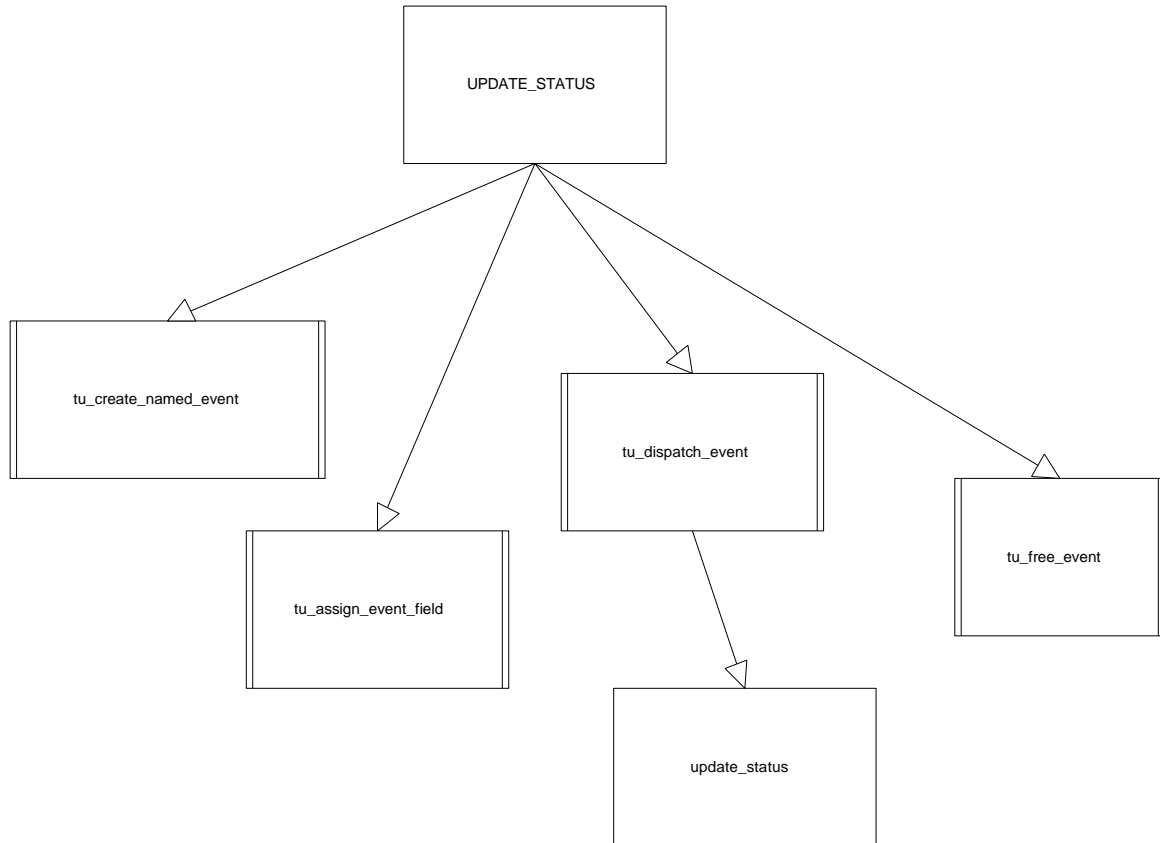 UPDATE_STATUS
tu_create_named_event
tu_dispatch_event
tu_free_event
tu_assign_event_field
update_status